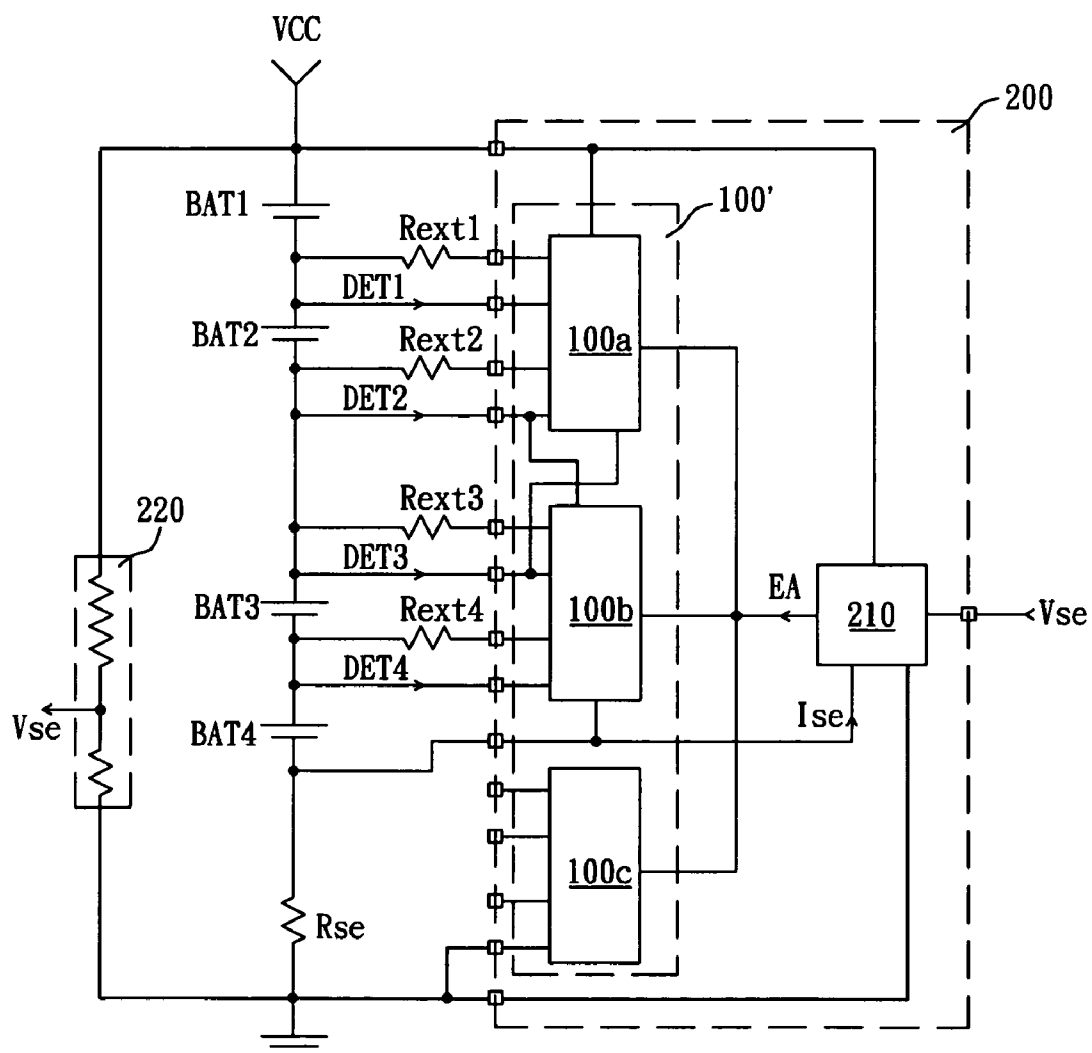 VCC
200
100'
BAT1
Rext1
DET1
BAT2
Rext2
100a
DET2
220
Rext3
DET3
EA
BAT3
Rext4
100b
210
Vse
DET4
Vse
BAT4
Ise
100c
Rse